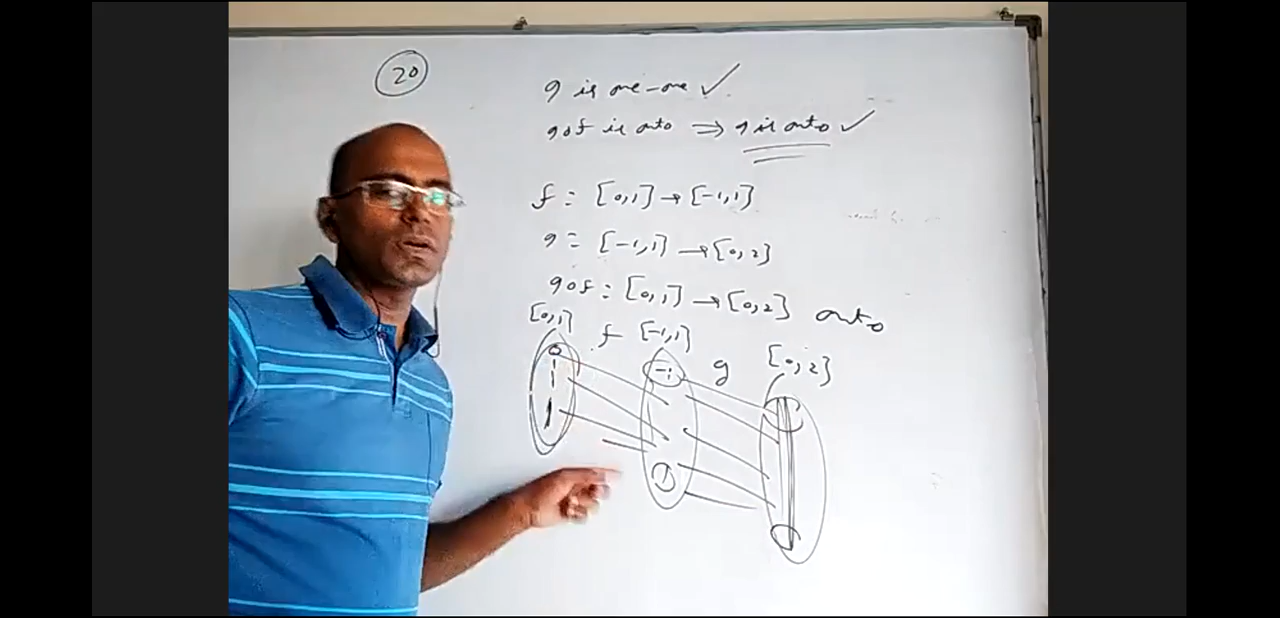 20
g is one-one ✓
gof is onto ⇒ g is onto ✓
f = [0,1] → [-1,1]
g = [-1,1] → [0,2]
gof = [0,1] → [0,2] onto
[0,1] f [-1,1] g [0,2]
0 -1
1 1